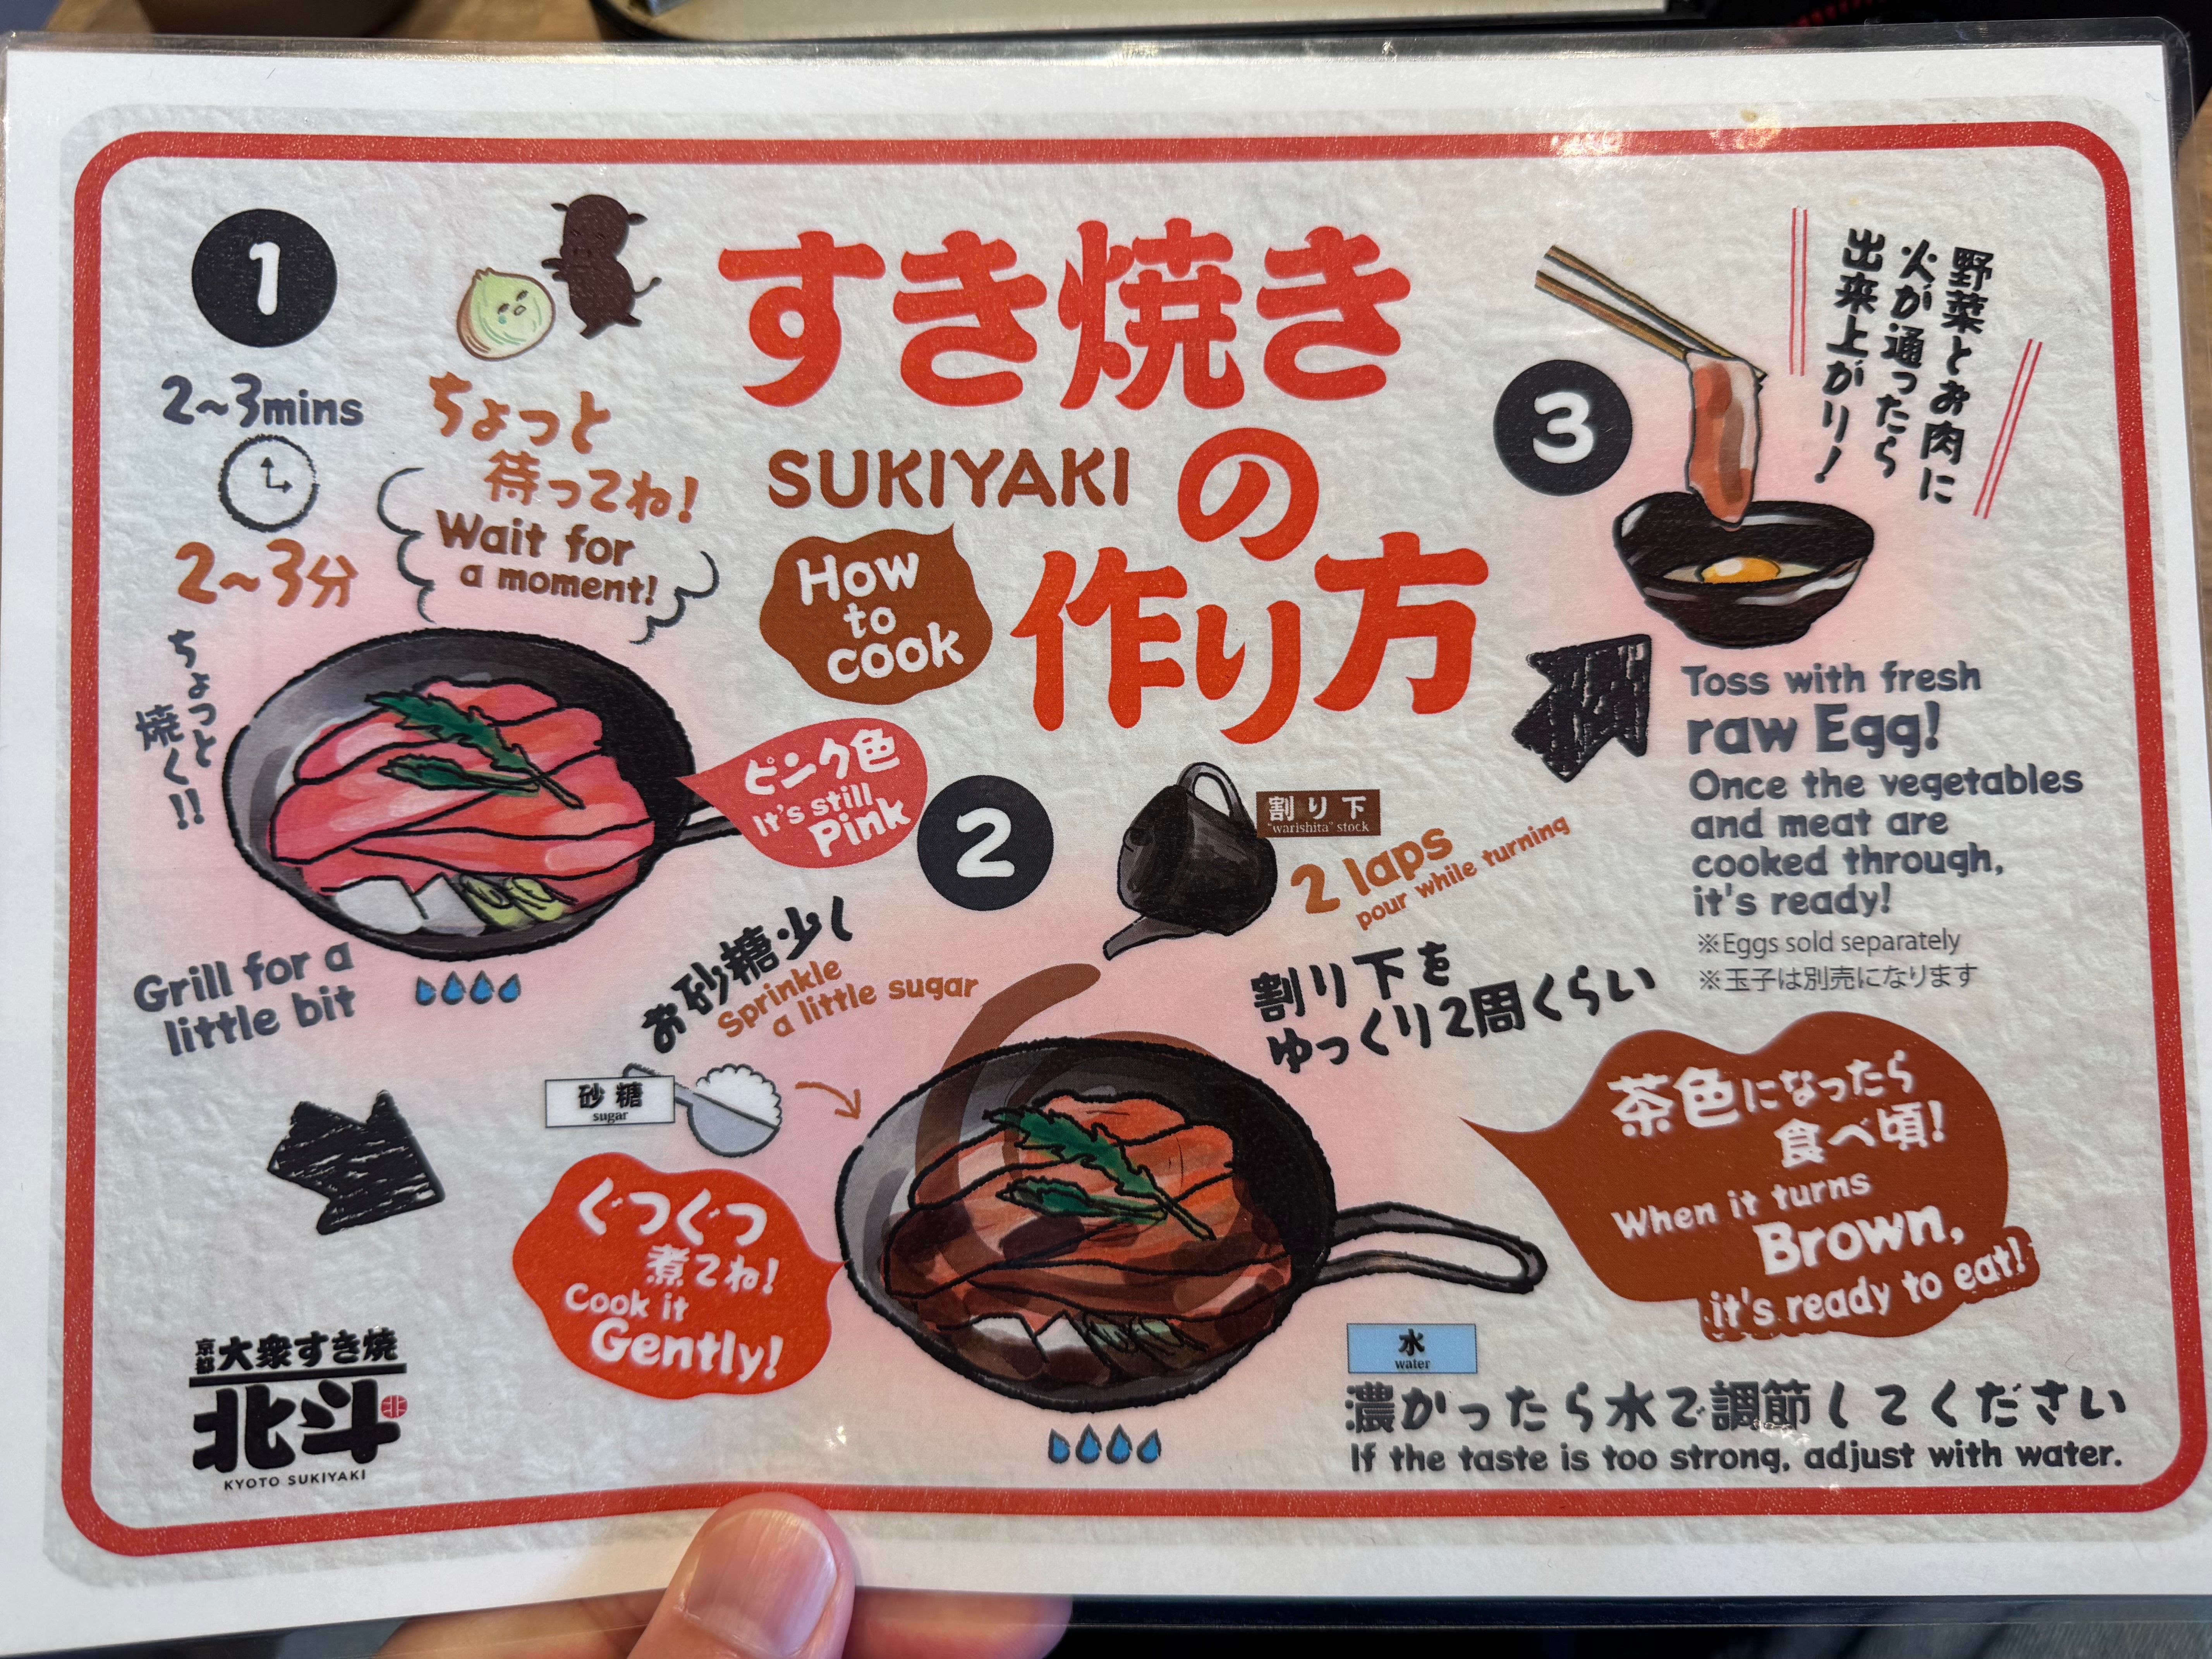 すき焼き
の
作り方
SUKIYAKI
How
to
cook
1
2~3mins
2~3分
ちょっと
待ってね!
Wait for
a moment!
ちょっと
焼く!!
ピンク色
It's still
Pink
Grill for a
little bit
2
割り下
"warishita" stock
2 laps
pour while turning
割り下を
ゆっくり2周くらい
お砂糖少し
Sprinkle
a little sugar
砂糖
sugar
ぐつぐつ
煮てね!
Cook it
Gently!
茶色になったら
食べ頃!
When it turns
Brown,
it's ready to eat!
水
water
濃かったら水で調節してください
If the taste is too strong, adjust with water.
3
野菜とお肉に
火が通ったら
出来上がり!
Toss with fresh
raw Egg!
Once the vegetables
and meat are
cooked through,
it's ready!
※Eggs sold separately
※玉子は別売になります
京都大衆すき焼
北斗
北
KYOTO SUKIYAKI